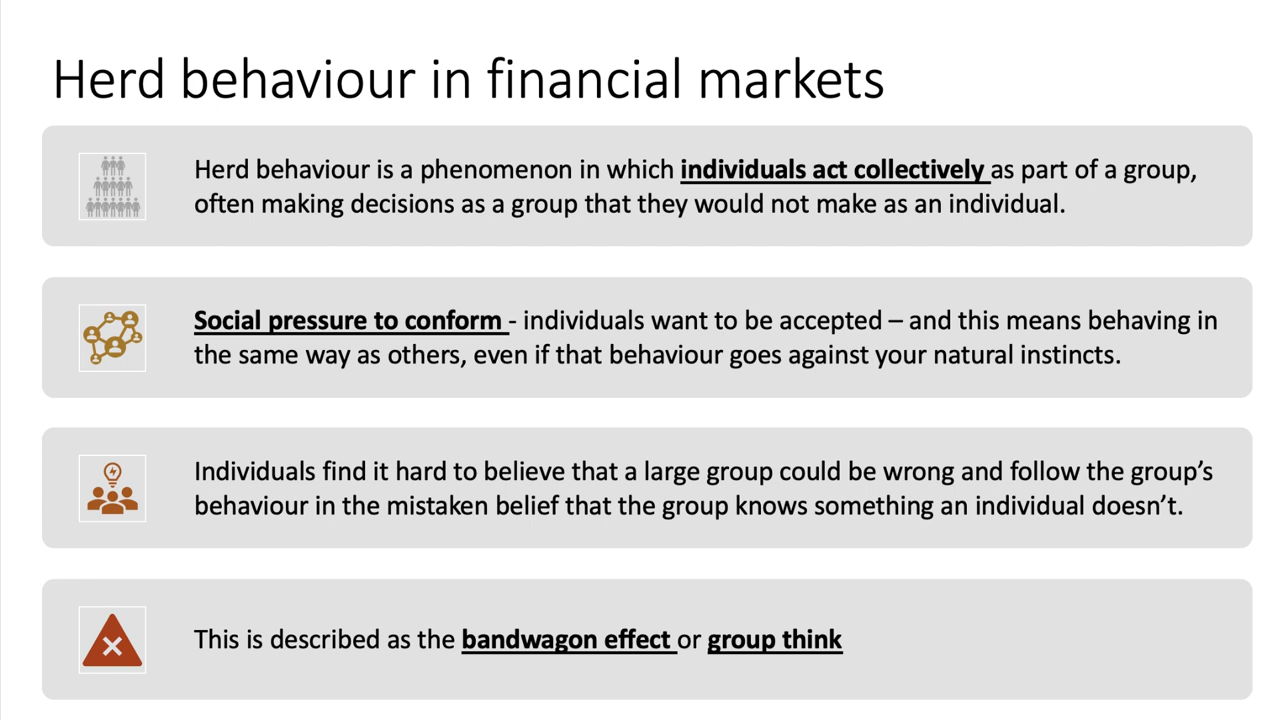 Herd behaviour in financial markets
Herd behaviour is a phenomenon in which individuals act collectively as part of a group,
often making decisions as a group that they would not make as an individual.
Social pressure to conform - individuals want to be accepted – and this means behaving in
the same way as others, even if that behaviour goes against your natural instincts.
Individuals find it hard to believe that a large group could be wrong and follow the group’s
behaviour in the mistaken belief that the group knows something an individual doesn’t.
This is described as the bandwagon effect or group think